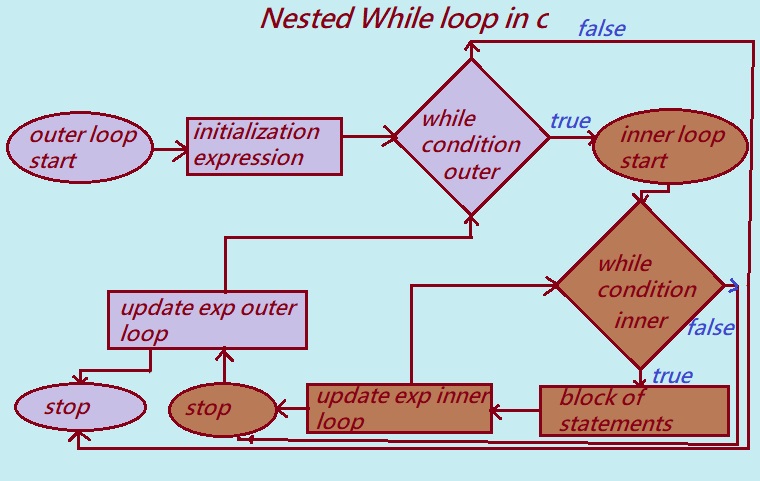 Nested While loop in c
false
outer loop
start
initialization
expression
while
condition
outer
true
inner loop
start
while
condition
inner
false
true
update exp outer
loop
stop
stop
update exp inner
loop
block of
statements